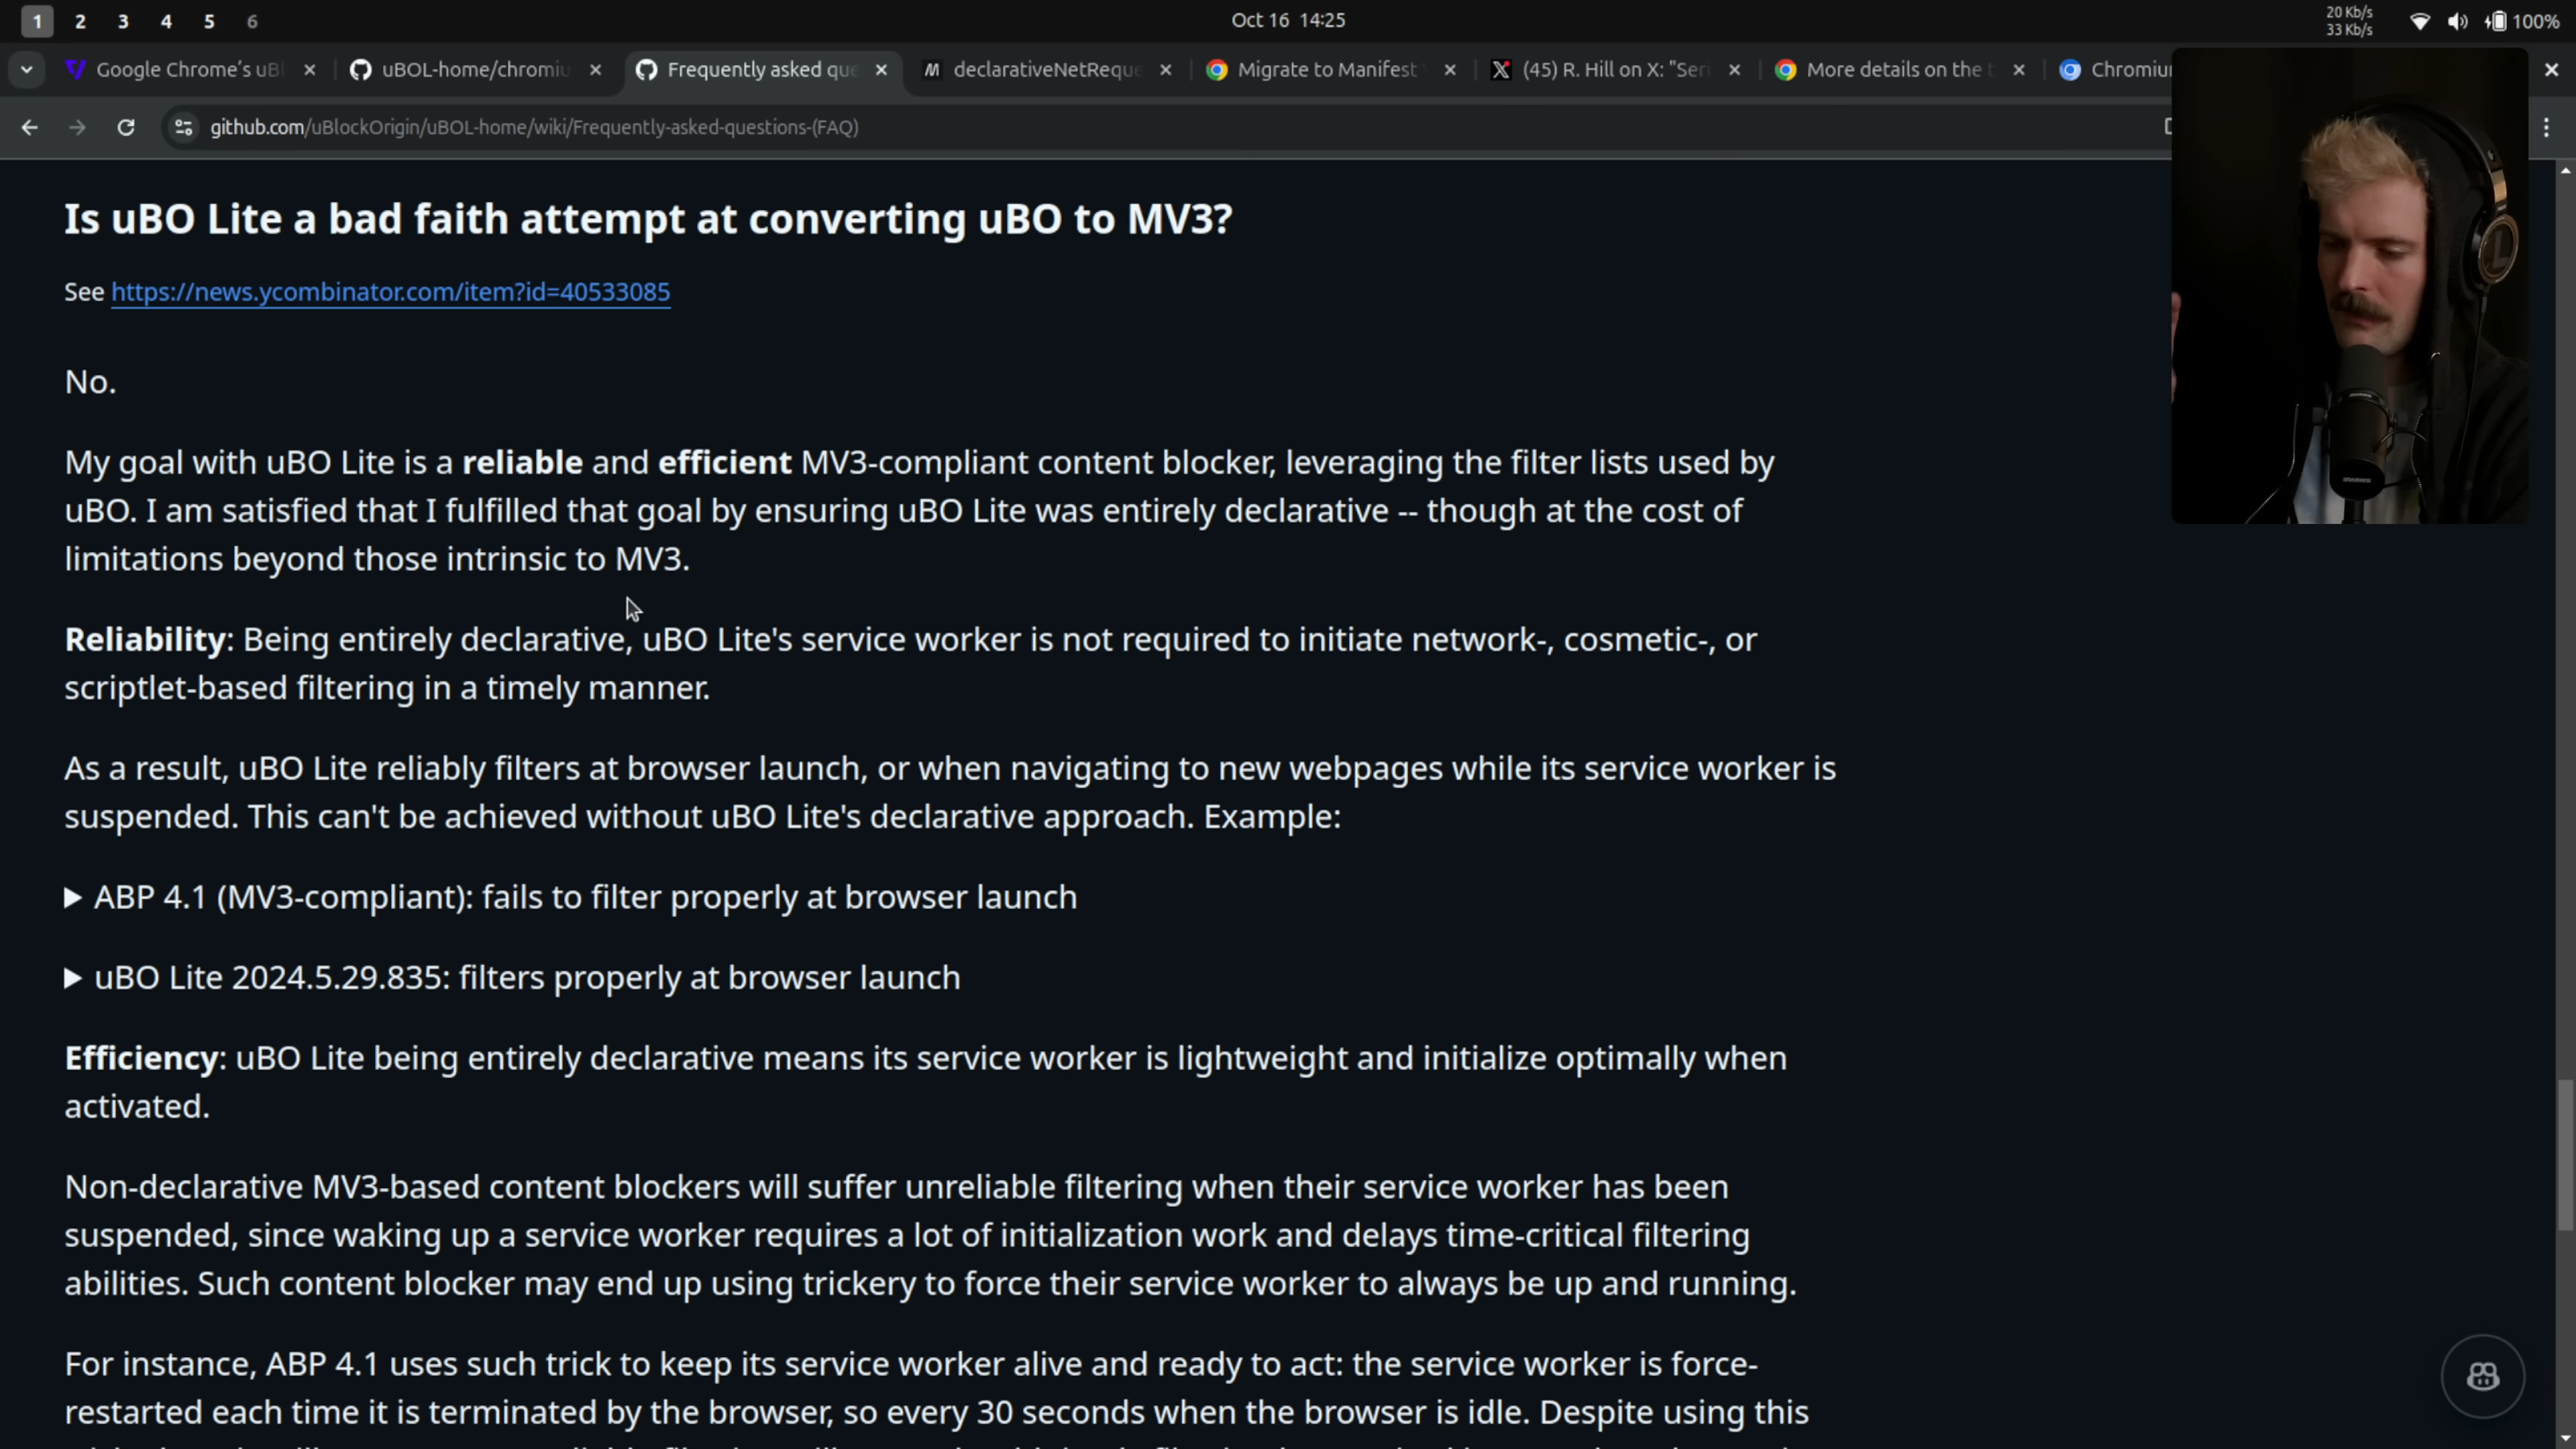 1 2 3 4 5 6
Oct 16 14:25
20 Kb/s
33 Kb/s
100%
Google Chrome's uBl
uBOL-home/chromiu
Frequently asked que
declarativeNetReque
Migrate to Manifest
(45) R. Hill on X: "Seri
More details on the t
Chromiun
github.com/uBlockOrigin/uBOL-home/wiki/Frequently-asked-questions-(FAQ)
Is uBO Lite a bad faith attempt at converting uBO to MV3?
See https://news.ycombinator.com/item?id=40533085
No.
My goal with uBO Lite is a reliable and efficient MV3-compliant content blocker, leveraging the filter lists used by
uBO. I am satisfied that I fulfilled that goal by ensuring uBO Lite was entirely declarative -- though at the cost of
limitations beyond those intrinsic to MV3.
Reliability: Being entirely declarative, uBO Lite's service worker is not required to initiate network-, cosmetic-, or
scriptlet-based filtering in a timely manner.
As a result, uBO Lite reliably filters at browser launch, or when navigating to new webpages while its service worker is
suspended. This can't be achieved without uBO Lite's declarative approach. Example:
ABP 4.1 (MV3-compliant): fails to filter properly at browser launch
uBO Lite 2024.5.29.835: filters properly at browser launch
Efficiency: uBO Lite being entirely declarative means its service worker is lightweight and initialize optimally when
activated.
Non-declarative MV3-based content blockers will suffer unreliable filtering when their service worker has been
suspended, since waking up a service worker requires a lot of initialization work and delays time-critical filtering
abilities. Such content blocker may end up using trickery to force their service worker to always be up and running.
For instance, ABP 4.1 uses such trick to keep its service worker alive and ready to act: the service worker is force-
restarted each time it is terminated by the browser, so every 30 seconds when the browser is idle. Despite using this